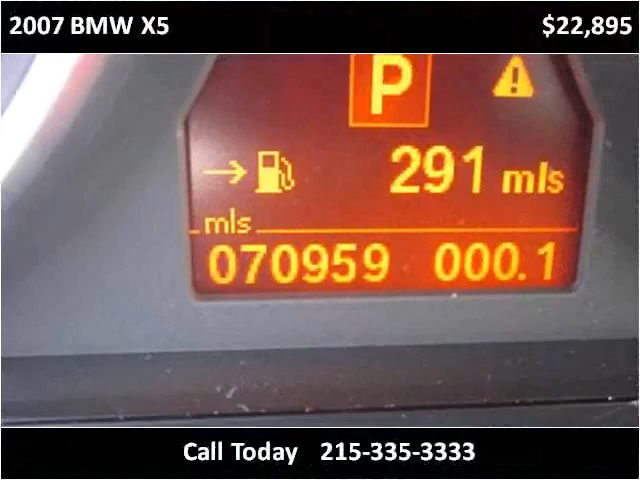 2007 BMW X5 $22,895
P
291 mls
mls
070959 000.1
Call Today 215-335-3333